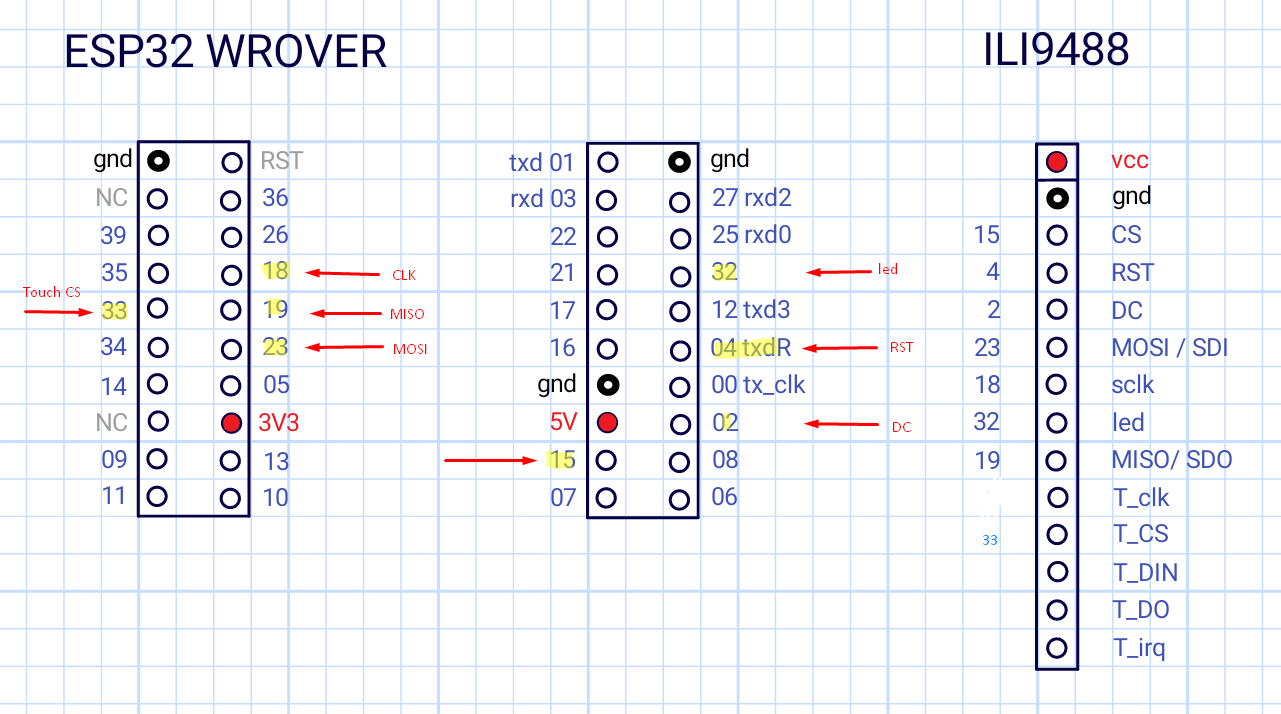 ESP32 WROVER
ILI9488
gnd RST
NC 36
39 26
35 18 CLK
Touch CS
33 19 MISO
34 23 MOSI
14 05
NC 3V3
09 13
11 10
txd 01 gnd
rxd 03 27 rxd2
22 25 rxd0
21 32 led
17 12 txd3
16 04 txdR RST
gnd 00 tx_clk
5V 02 DC
15 08
07 06
vcc
gnd
15 CS
4 RST
2 DC
23 MOSI / SDI
18 sclk
32 led
19 MISO/ SDO
T_clk
33 T_CS
T_DIN
T_DO
T_irq